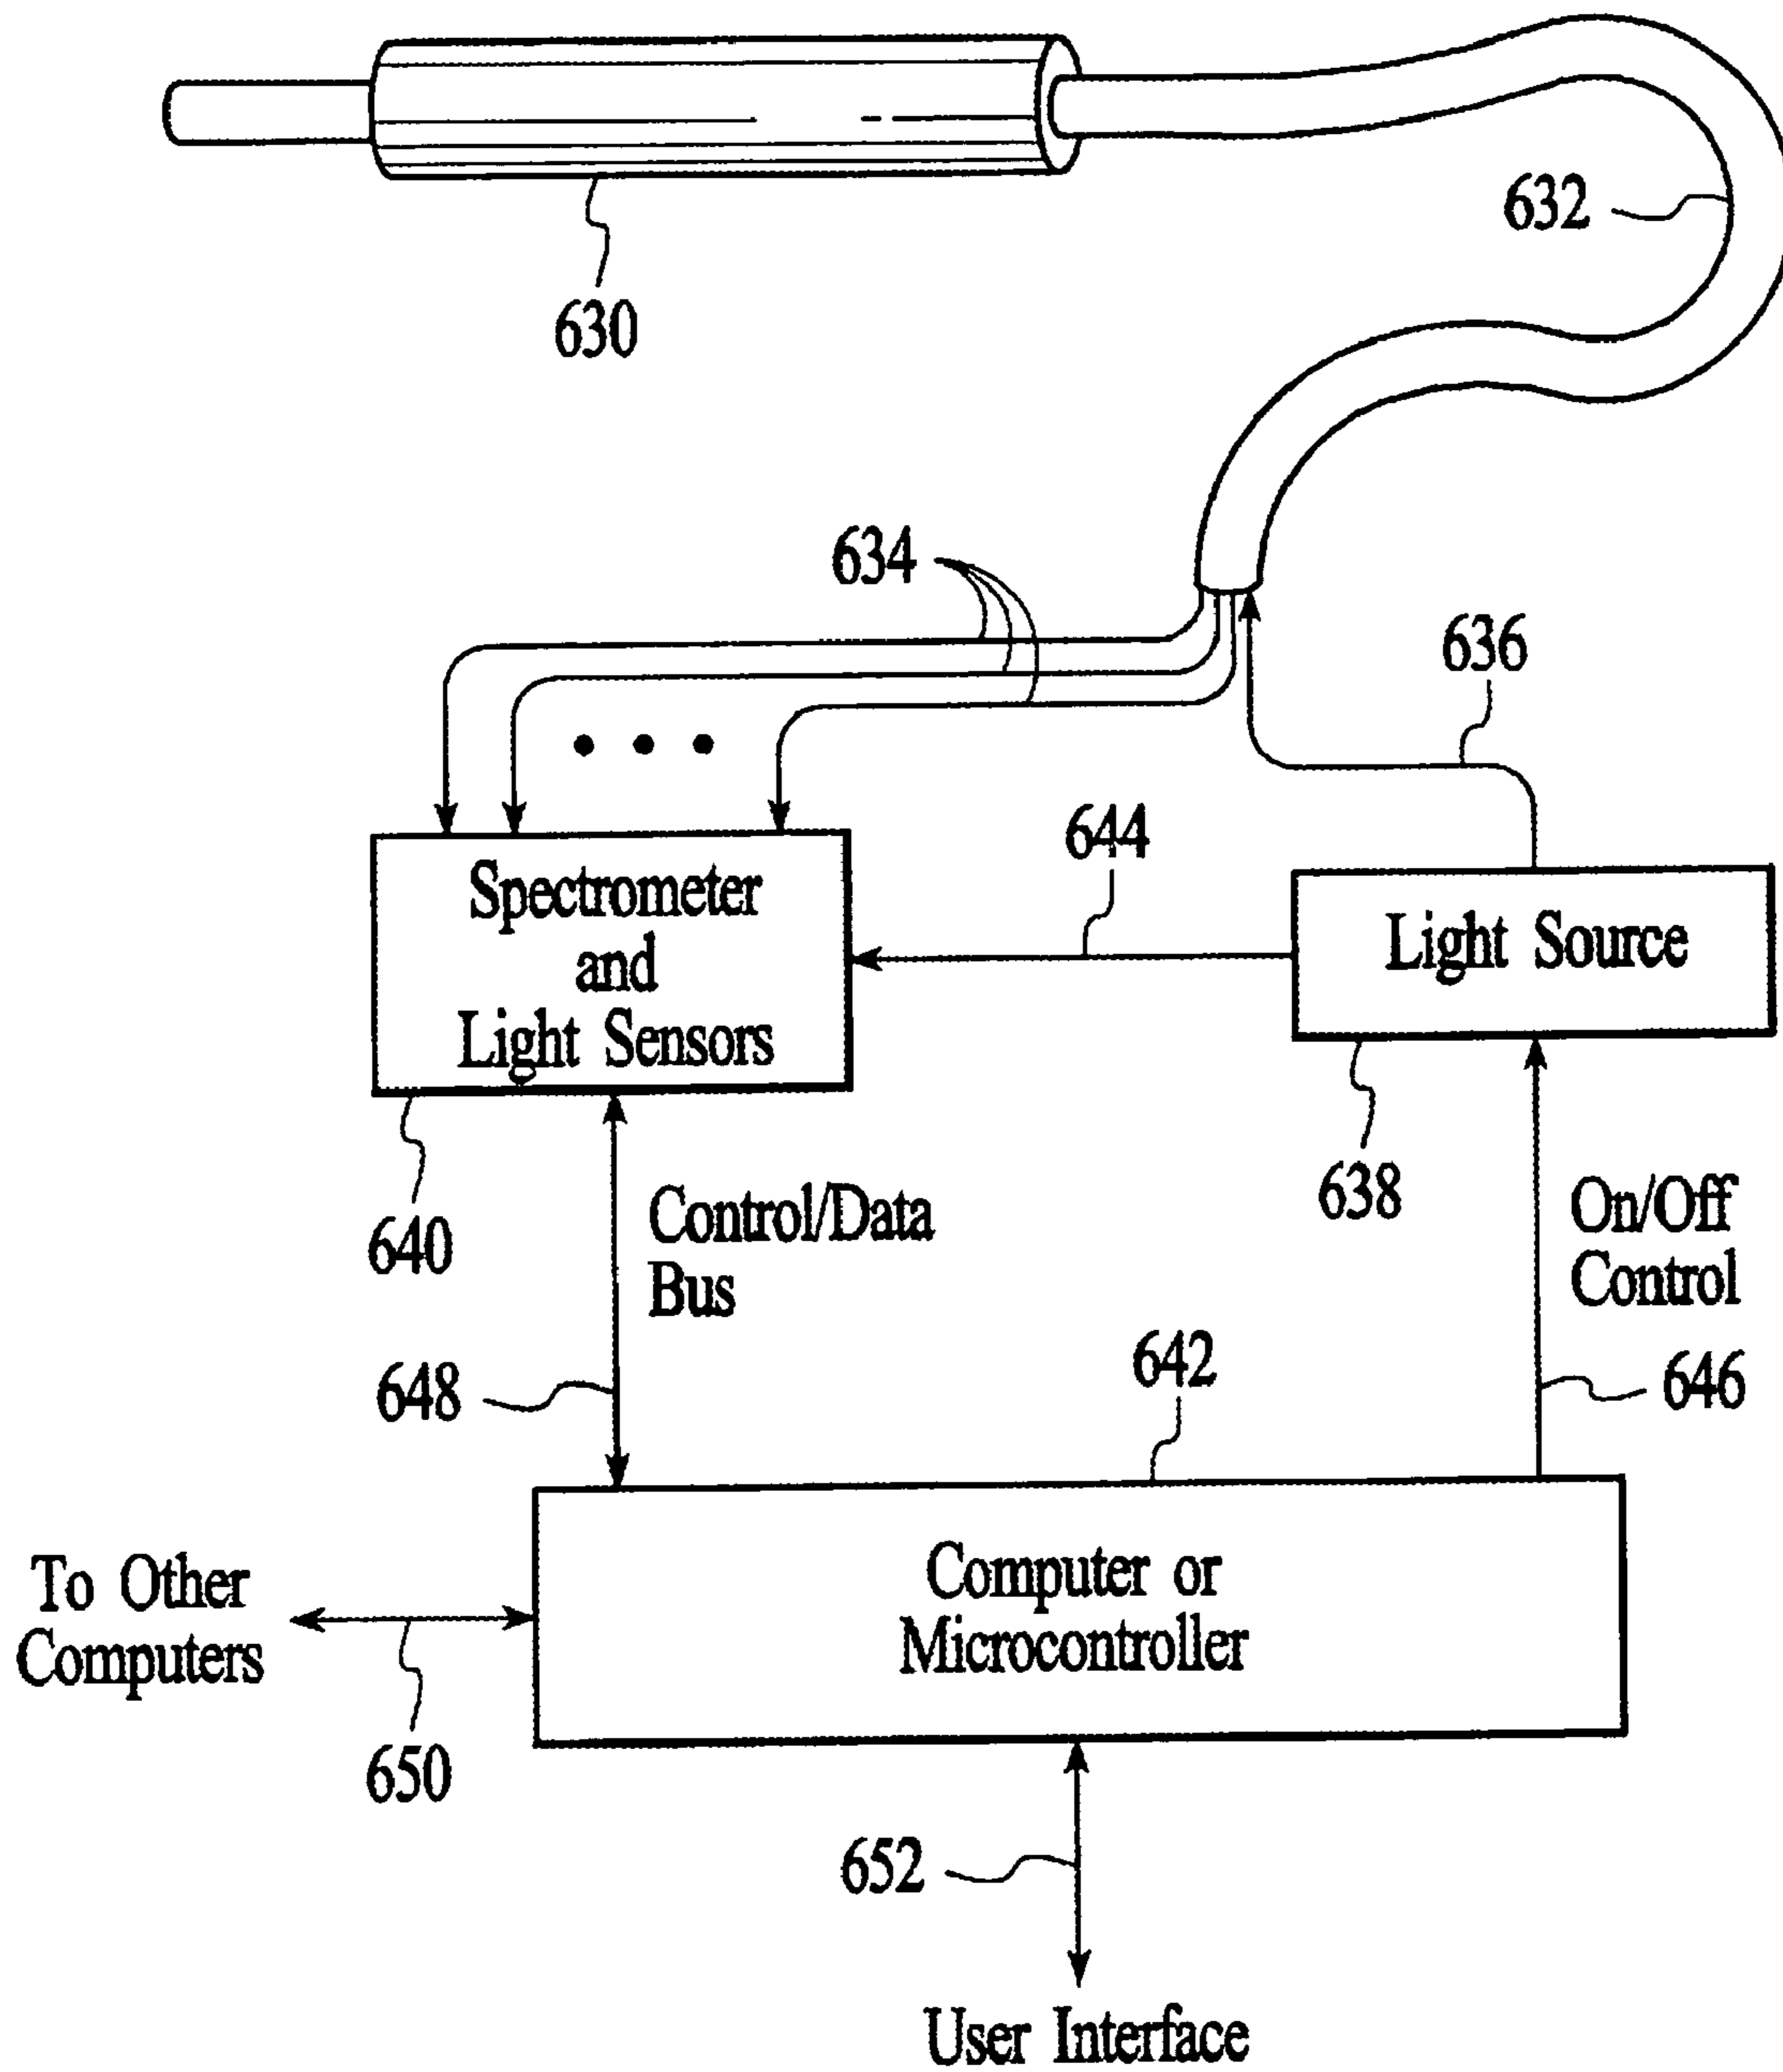 632
630
634
636
644
Spectrometer
and
Light Sensors
Light Source
638
640
Control/Data
Bus
On/Off
Control
642
648
646
To Other
Computers
Computer or
Microcontroller
650
652
User Interface